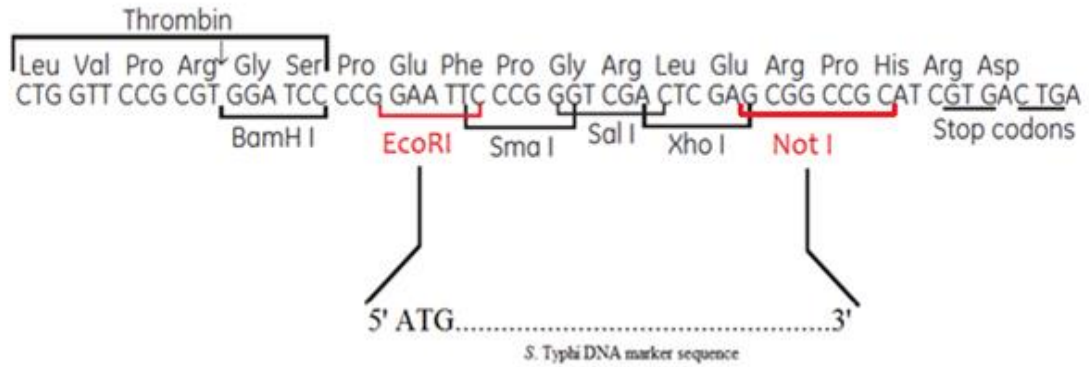 Thrombin
Leu Val Pro Arg Gly Ser Pro Glu Phe Pro Gly Arg Leu Glu Arg Pro His Arg Asp
CTG GTT CCG CGT GGA TCC CCG GAA TTC CCG GGT CGA CTC GAG CGG CCG CAT CGT GAC TGA
BamH I EcoRI Sma I Sal I Xho I Not I Stop codons
5' ATG.....................................................3'
S. Typhi DNA marker sequence